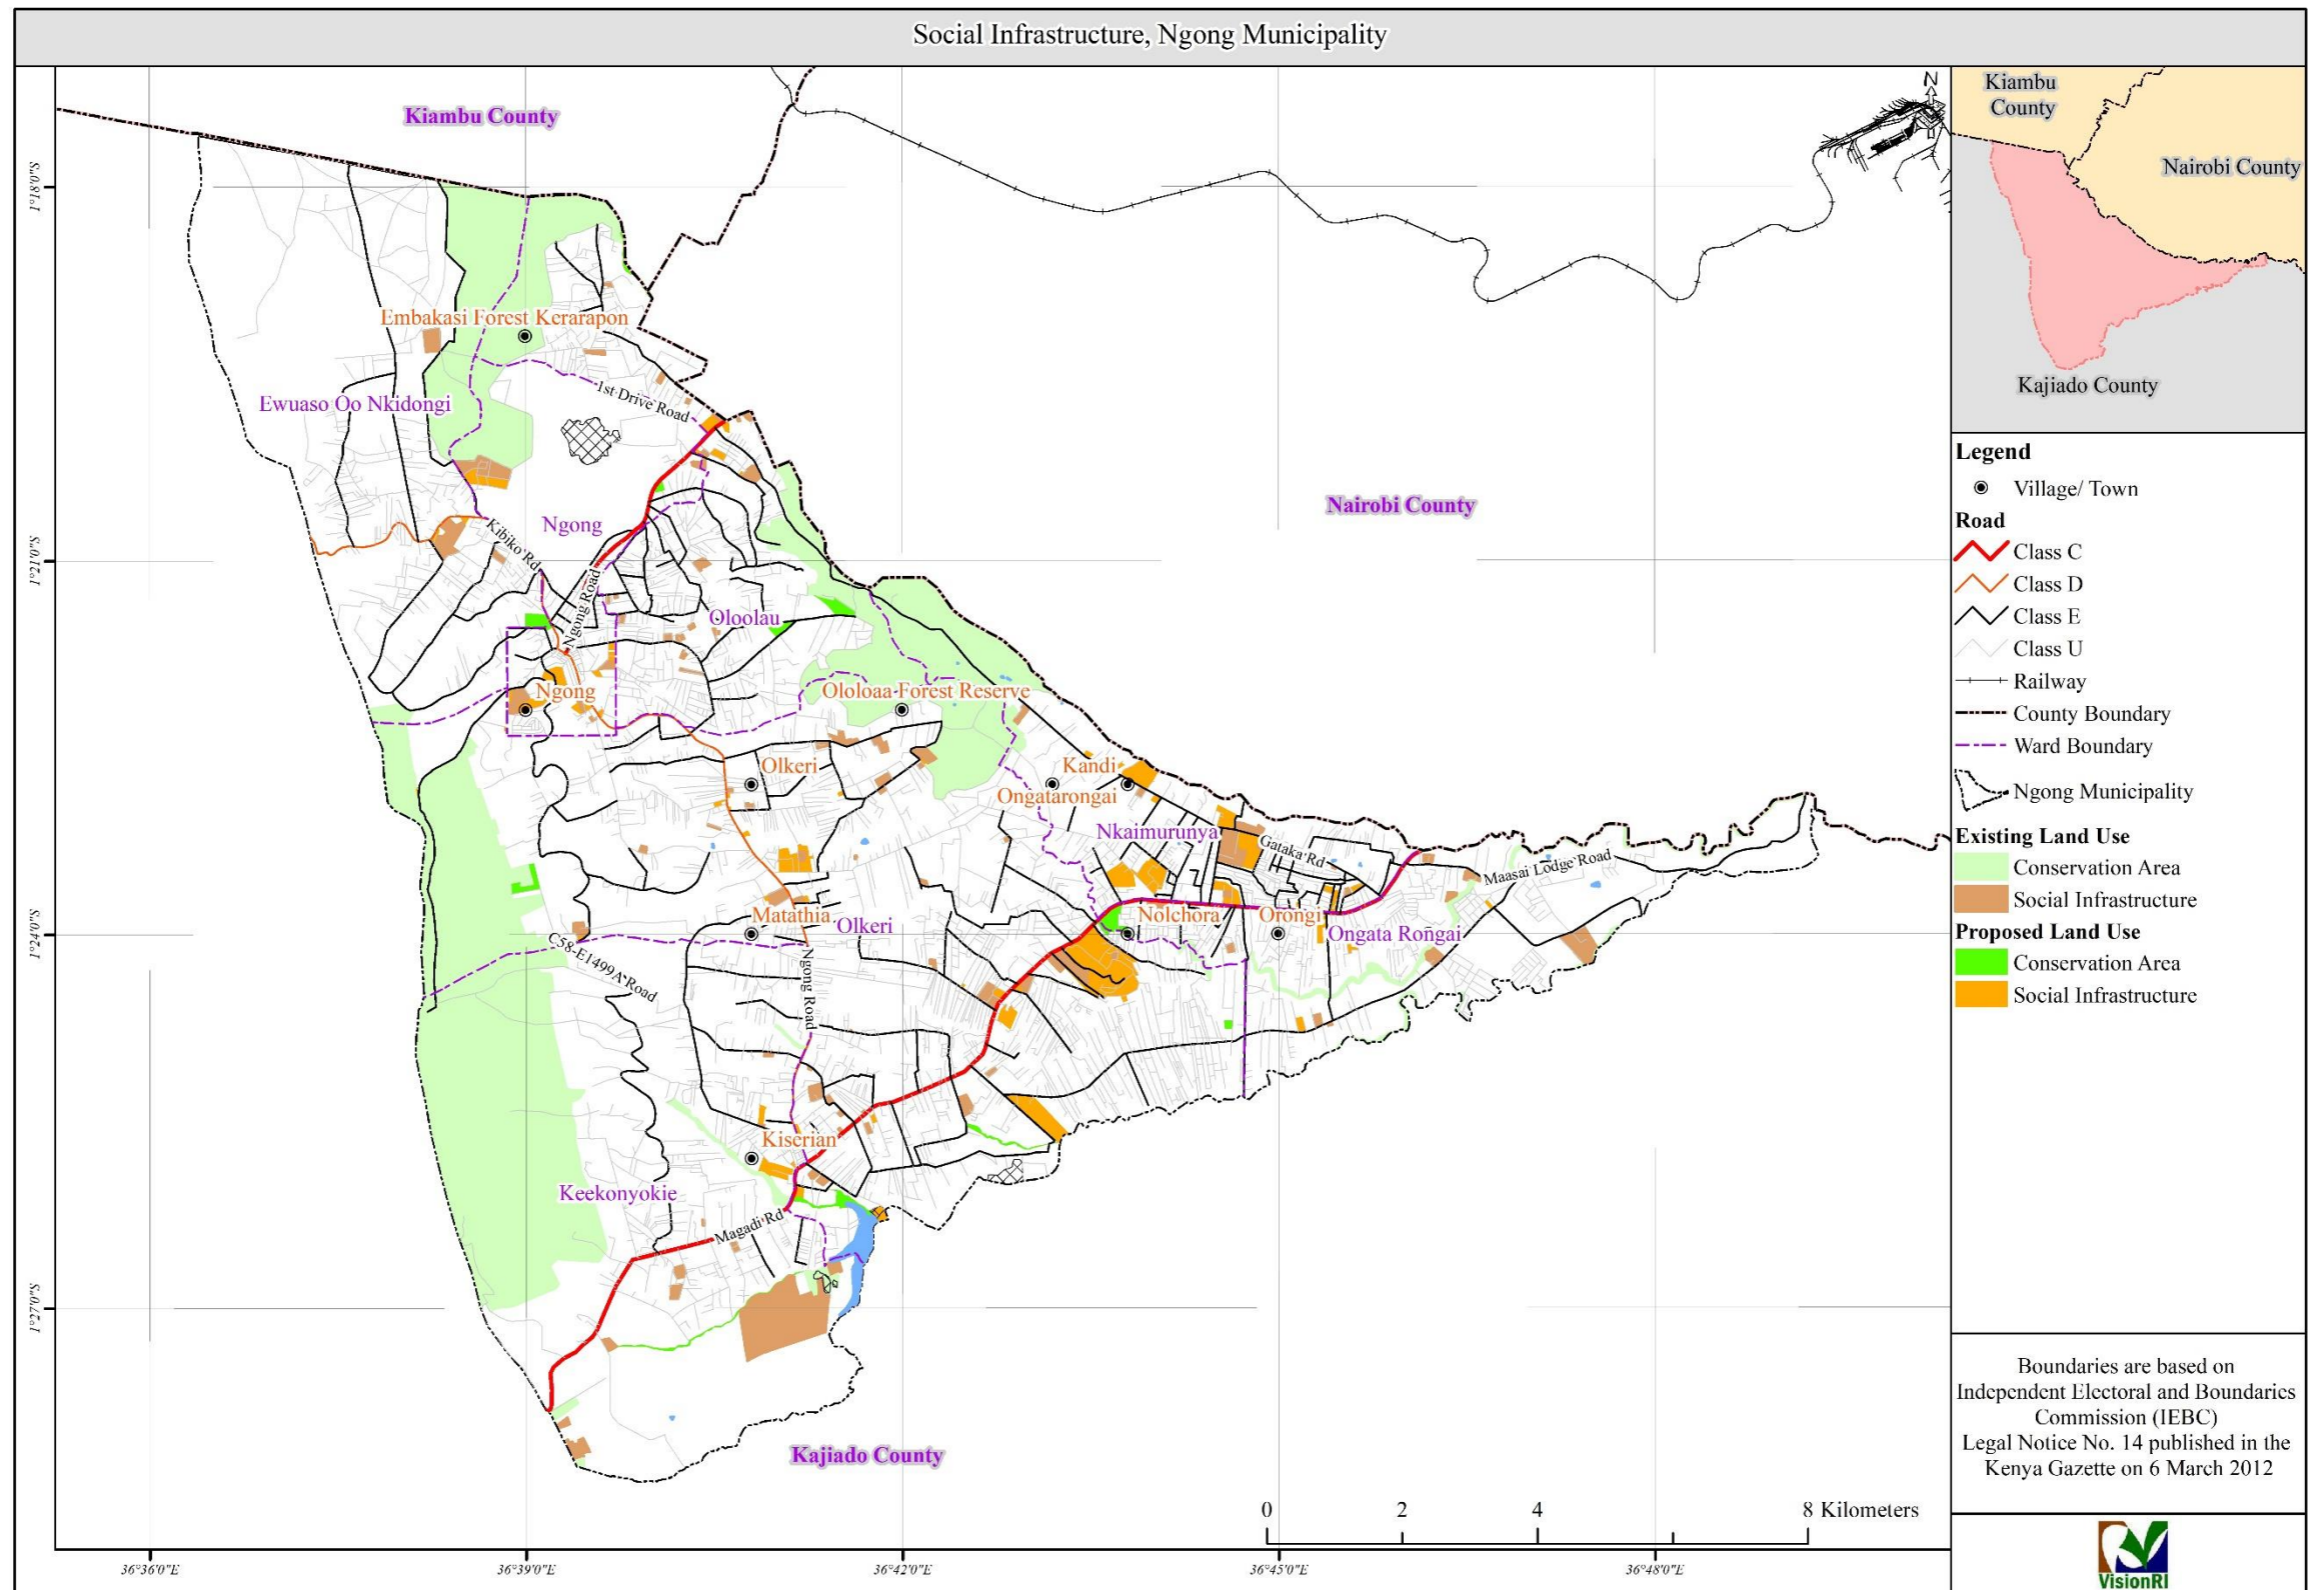 Social Infrastructure, Ngong Municipality
Kiambu County
Embakasi Forest Kerarapon
Ewuaso Oo Nkidongi
1st Drive Road
Nairobi County
Ngong
Kibiko Rd
Ngong Road
Oloolau
Ngong
Ololoaa Forest Reserve
Olkeri
Kandi
Ongatarongai
Nkaimurunya
Gataka Rd
Maasai Lodge Road
Matathia
Olkeri
Nolchora
Orongi
Ongata Rongai
C58-E1499A Road
Ngong Road
Kiserian
Keekonyokie
Magadi Rd
Kajiado County
0 2 4 8 Kilometers
1°18'0"S
1°21'0"S
1°24'0"S
1°27'0"S
36°36'0"E
36°39'0"E
36°42'0"E
36°45'0"E
36°48'0"E
N
Kiambu
County
Nairobi County
Kajiado County
Legend
Village/ Town
Road
Class C
Class D
Class E
Class U
Railway
County Boundary
Ward Boundary
Ngong Municipality
Existing Land Use
Conservation Area
Social Infrastructure
Proposed Land Use
Conservation Area
Social Infrastructure
Boundaries are based on
Independent Electoral and Boundaries
Commission (IEBC)
Legal Notice No. 14 published in the
Kenya Gazette on 6 March 2012
VisionRI